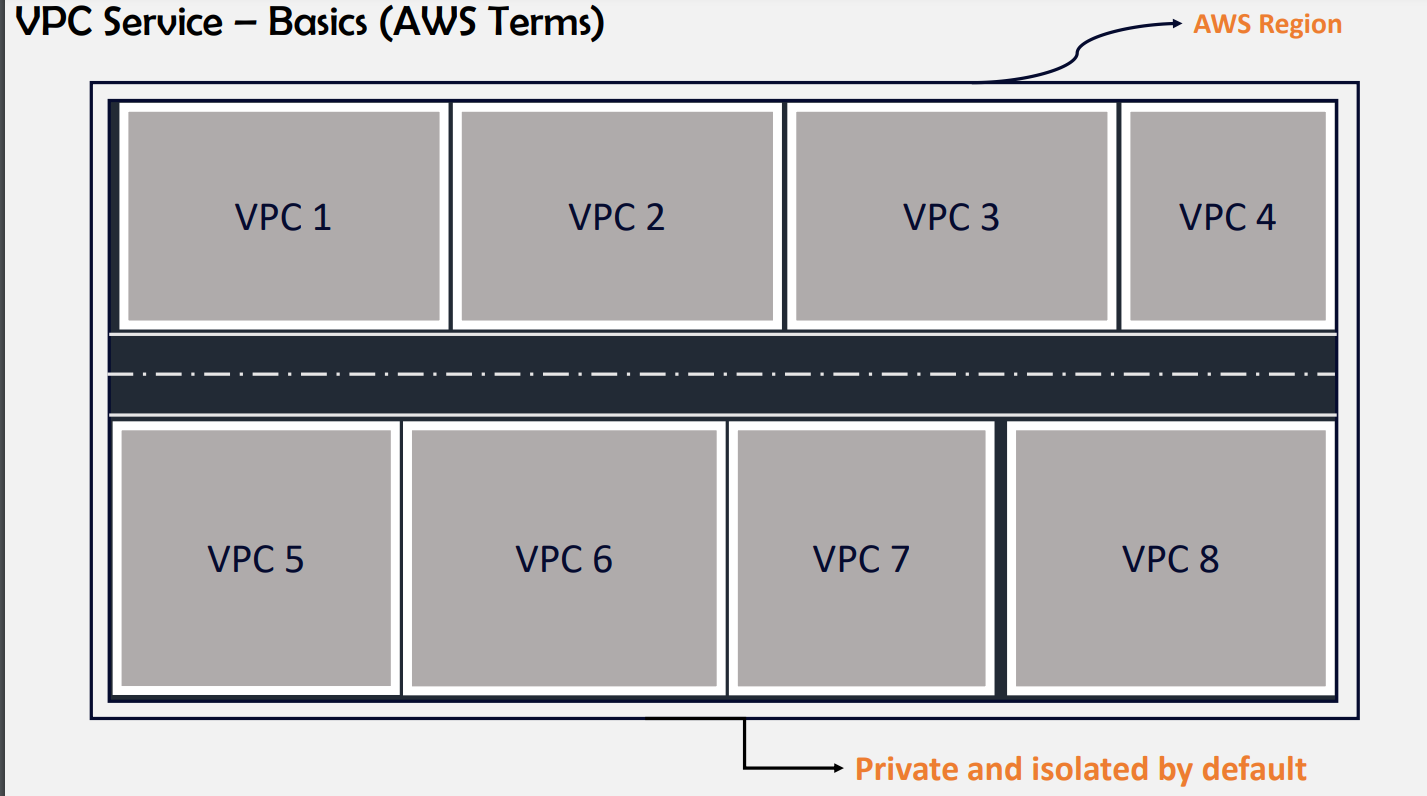 VPC Service – Basics (AWS Terms)
AWS Region
VPC 1
VPC 2
VPC 3
VPC 4
VPC 5
VPC 6
VPC 7
VPC 8
Private and isolated by default